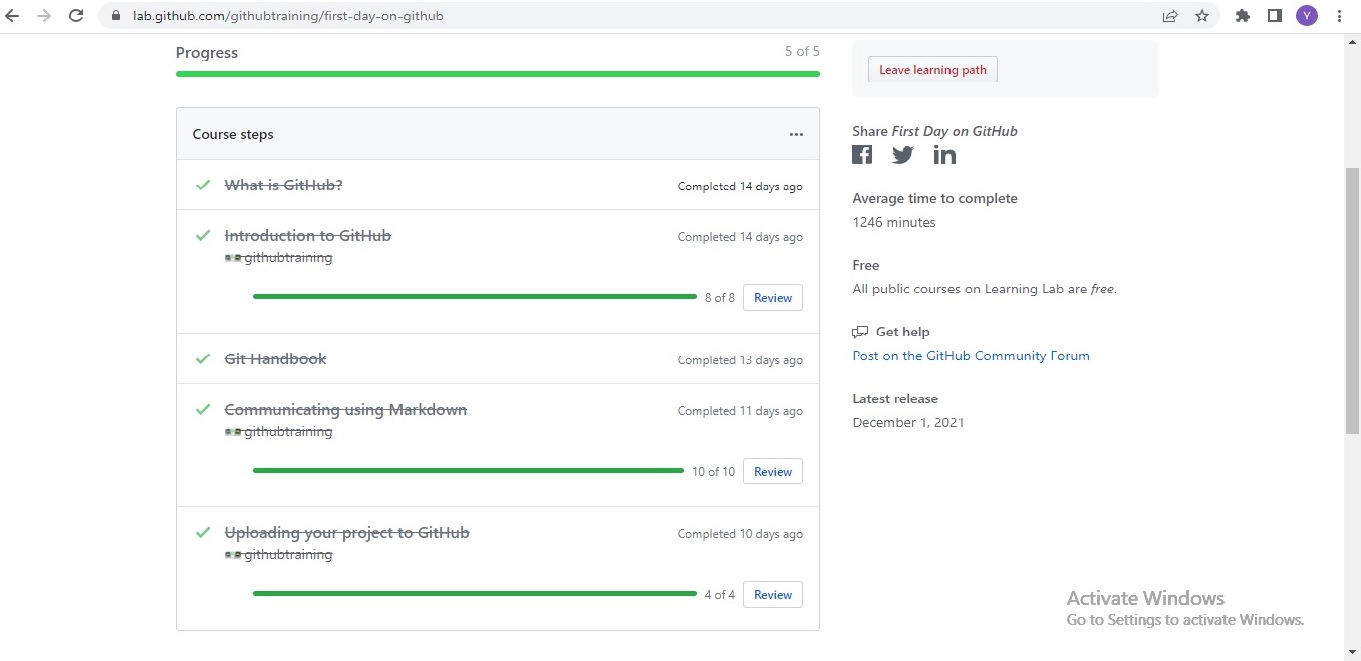 lab.github.com/githubtraining/first-day-on-github
Y
Progress
5 of 5
Course steps
...
What is GitHub?
Completed 14 days ago
Introduction to GitHub
Completed 14 days ago
githubtraining
8 of 8
Review
Git Handbook
Completed 13 days ago
Communicating using Markdown
Completed 11 days ago
githubtraining
10 of 10
Review
Uploading your project to GitHub
Completed 10 days ago
githubtraining
4 of 4
Review
Leave learning path
Share First Day on GitHub
Average time to complete
1246 minutes
Free
All public courses on Learning Lab are free.
Get help
Post on the GitHub Community Forum
Latest release
December 1, 2021
Activate Windows
Go to Settings to activate Windows.